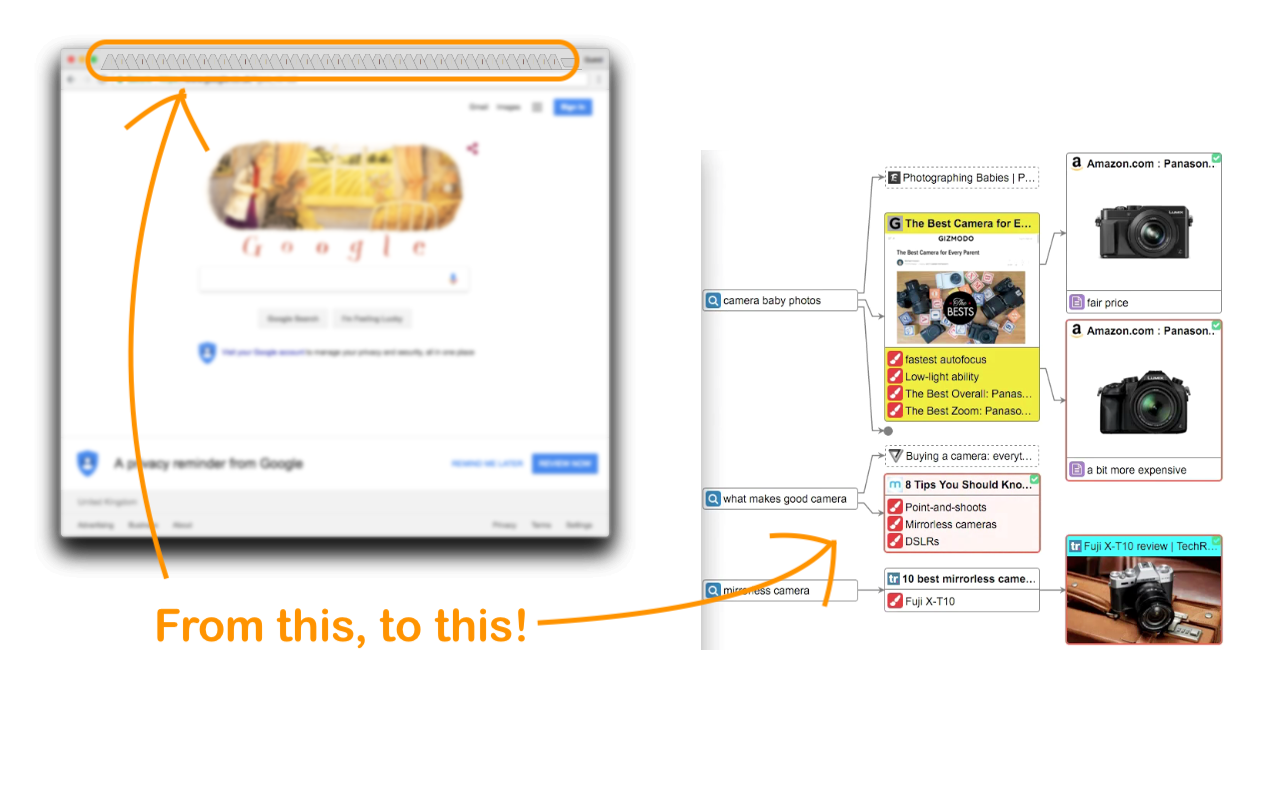 Guest
Gmail Images Sign in
Google
Google Search I'm Feeling Lucky
Visit your Google account to manage your privacy and security, all in one place
A privacy reminder from Google REMIND ME LATER REVIEW NOW
United Kingdom
Advertising Business About Privacy Terms Settings
From this, to this!
camera baby photos
what makes good camera
mirrorless camera
Photographing Babies | P...
G The Best Camera for E...
GIZMODO
The Best Camera for Every Parent
The
BESTS
fastest autofocus
Low-light ability
The Best Overall: Panas...
The Best Zoom: Panaso...
Buying a camera: everyt...
m 8 Tips You Should Kno...
Point-and-shoots
Mirrorless cameras
DSLRs
tr 10 best mirrorless came...
Fuji X-T10
a Amazon.com : Panason..
LUMIX
fair price
a Amazon.com : Panason..
LUMIX
a bit more expensive
tr Fuji X-T10 review | TechR...